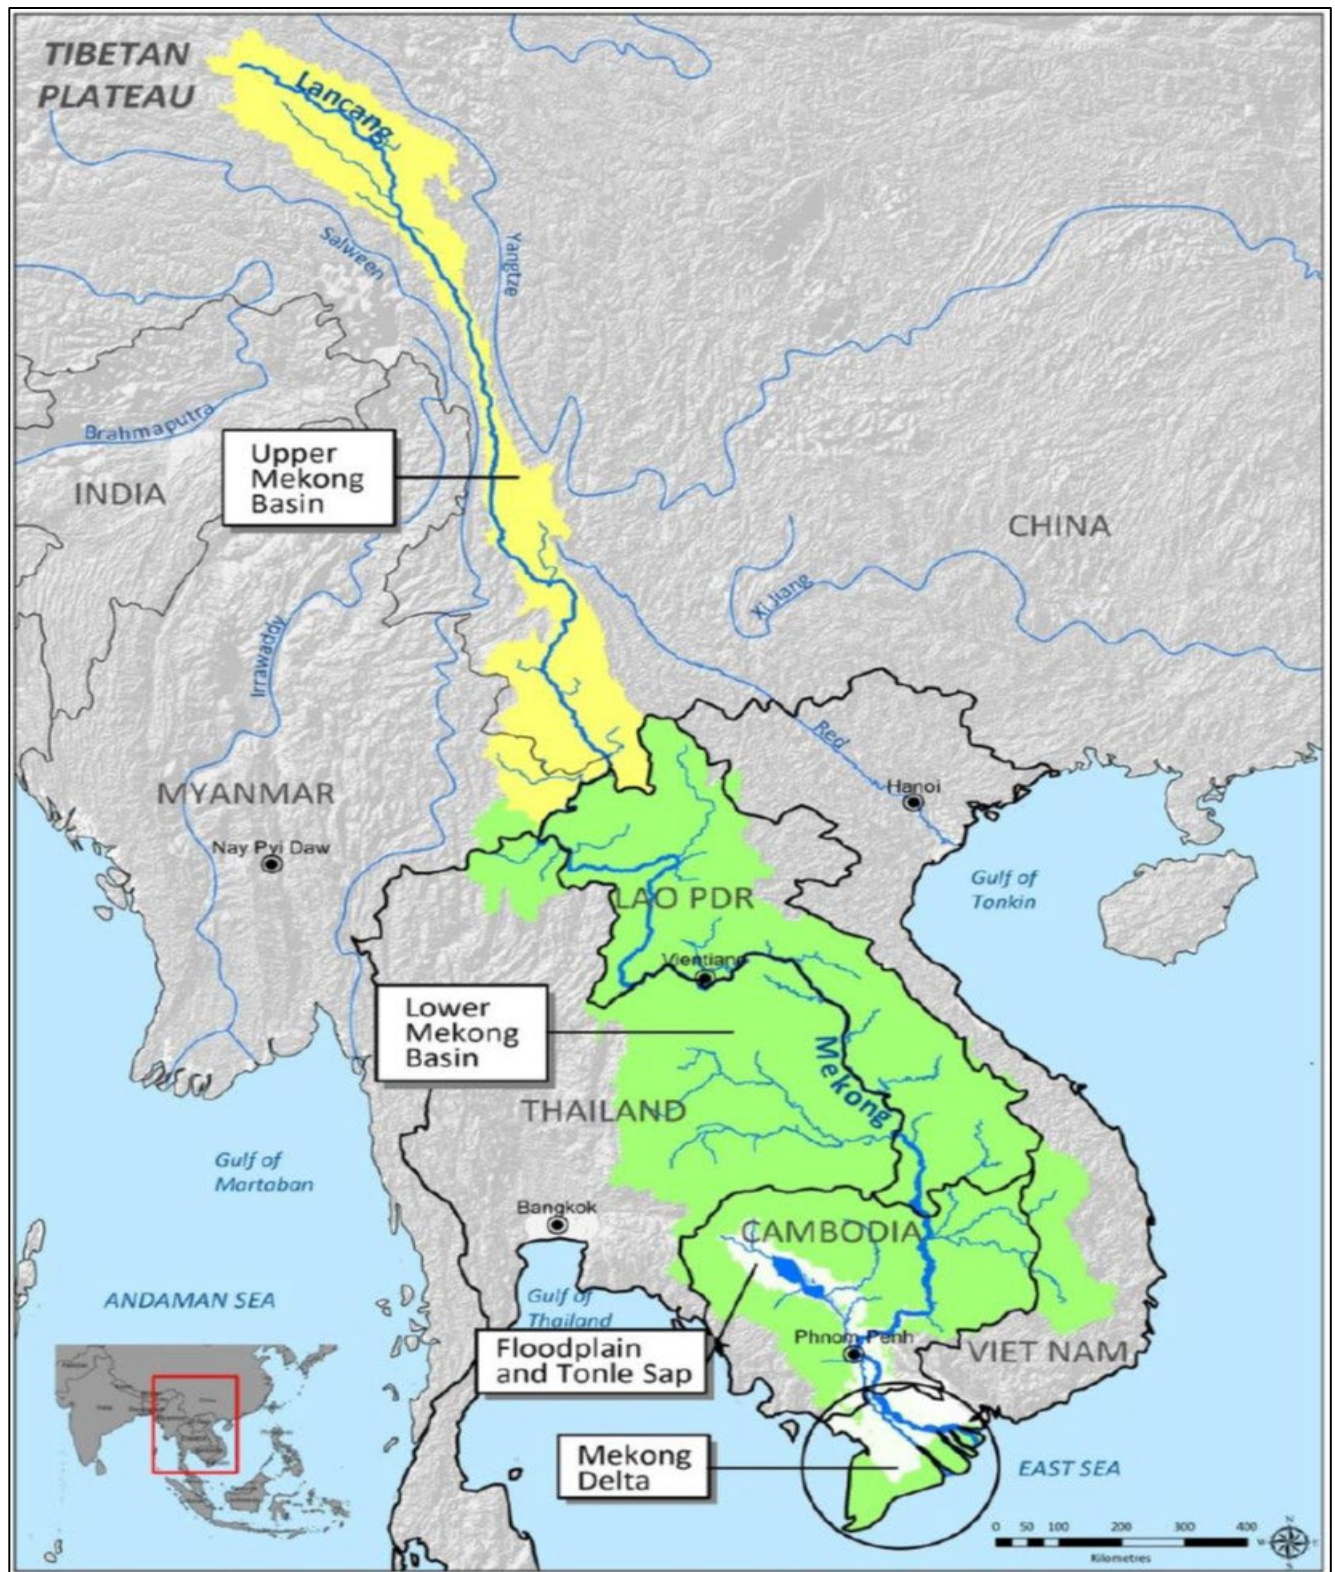 TIBETAN
PLATEAU
Lancang
Salween
Yangtze
Brahmaputra
Upper
Mekong
Basin
INDIA
CHINA
Xi Jiang
Irrawaddy
Red
Hanoi
MYANMAR
Nay Pyi Daw
Gulf of
Tonkin
LAO PDR
Vientiane
Lower
Mekong
Basin
Mekong
THAILAND
Gulf of
Martaban
Bangkok
CAMBODIA
ANDAMAN SEA
Gulf of
Thailand
Floodplain
and Tonle Sap
Phnom Penh
VIET NAM
Mekong
Delta
EAST SEA
0 50 100 200 300 400
Kilometres
N
W E
S